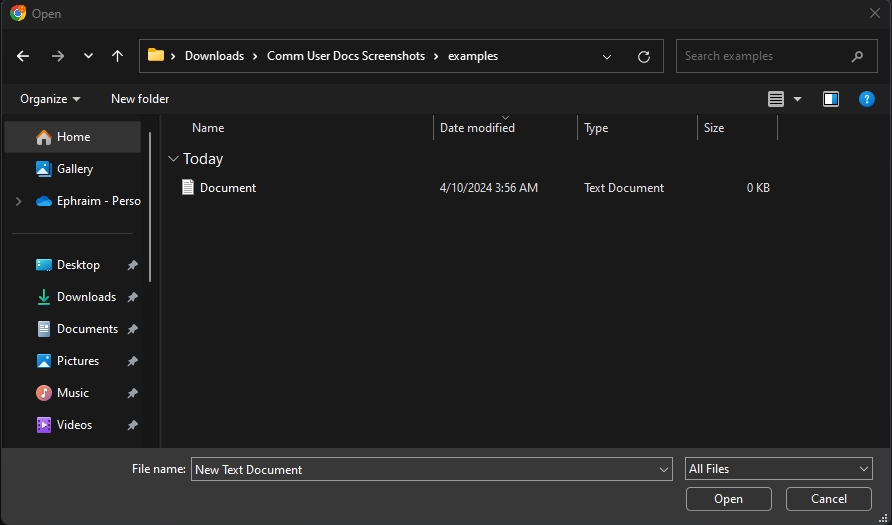 Open
Downloads Comm User Docs Screenshots examples Search examples
Organize New folder
Name Date modified Type Size
Home
Gallery
Ephraim - Perso
Desktop
Downloads
Documents
Pictures
Music
Videos
Today
Document 4/10/2024 3:56 AM Text Document 0 KB
File name: New Text Document All Files
Open Cancel